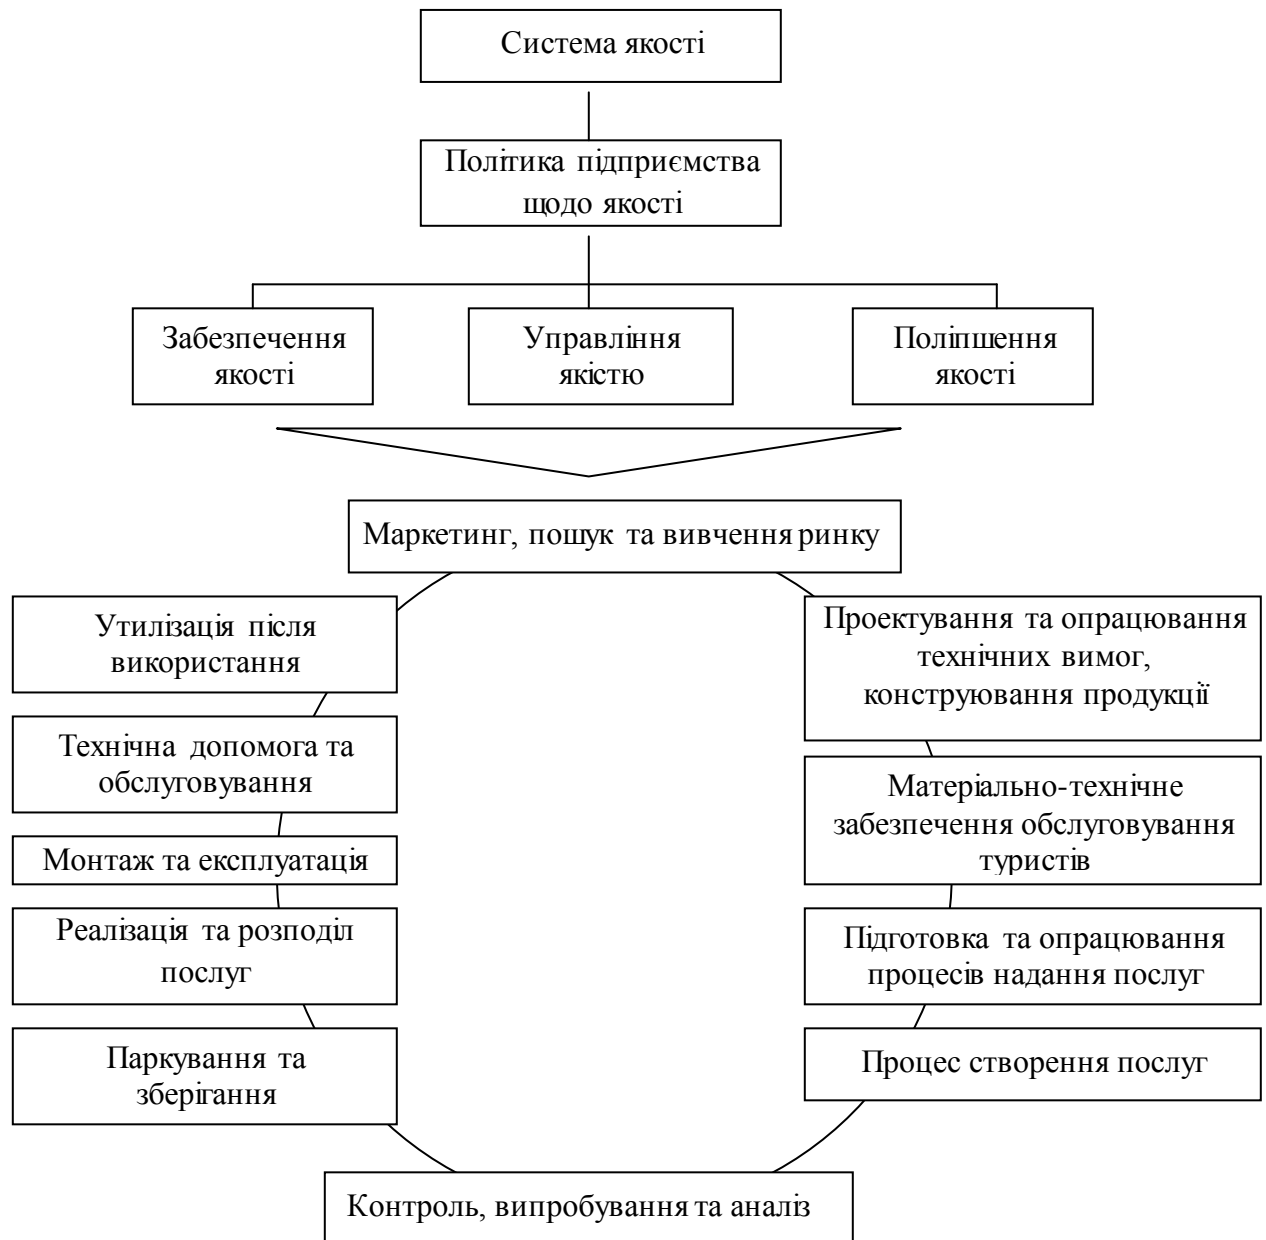 Система якості
Політика підприємства
щодо якості
Забезпечення
якості
Управління
якістю
Поліпшення
якості
Маркетинг, пошук та вивчення ринку
Утилізація після
використання
Проектування та опрацювання
технічних вимог,
конструювання продукції
Технічна допомога та
обслуговування
Матеріально-технічне
забезпечення обслуговування
туристів
Монтаж та експлуатація
Реалізація та розподіл
послуг
Підготовка та опрацювання
процесів надання послуг
Паркування та
зберігання
Процес створення послуг
Контроль, випробування та аналіз